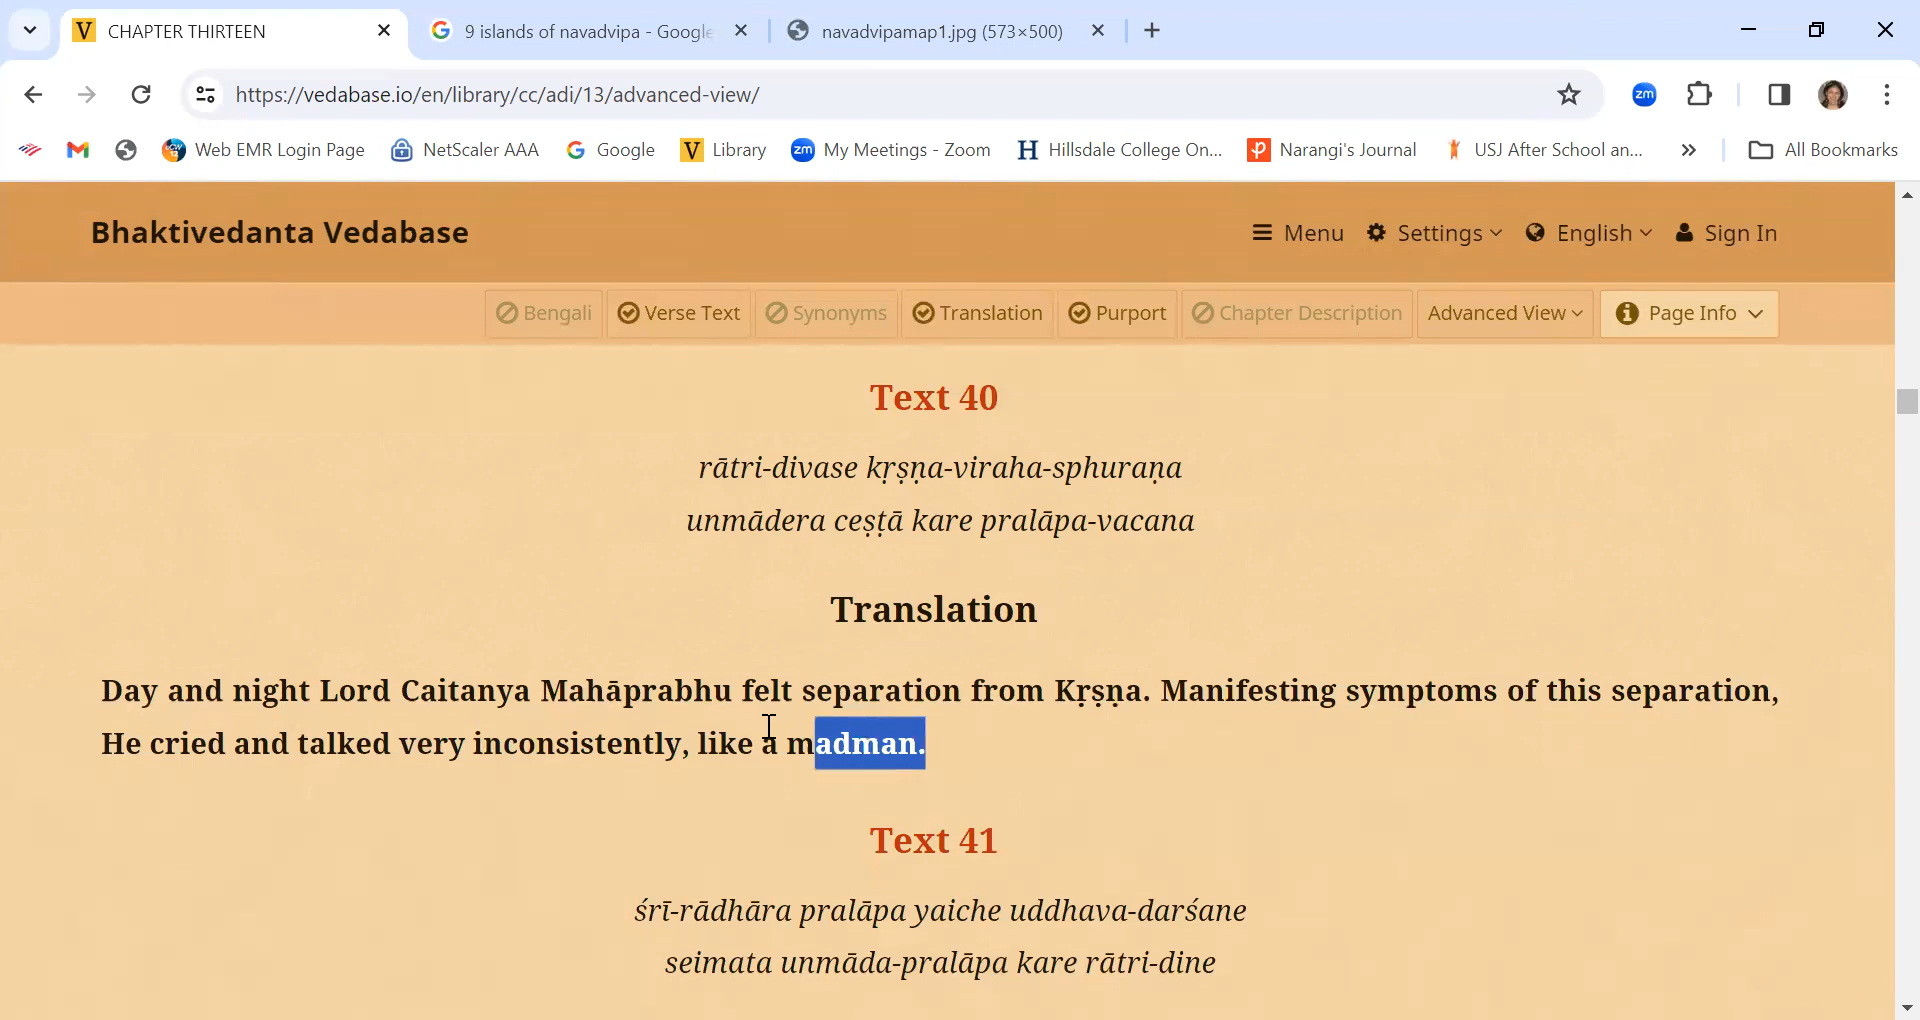 CHAPTER THIRTEEN
9 islands of navadvipa - Google
navadvipamap1.jpg (573×500)
https://vedabase.io/en/library/cc/adi/13/advanced-view/
zm
Web EMR Login Page
NetScaler AAA
Google
Library
zm My Meetings - Zoom
Hillsdale College On...
Narangi's Journal
USJ After School an...
All Bookmarks
Bhaktivedanta Vedabase
Menu
Settings
English
Sign In
Bengali
Verse Text
Synonyms
Translation
Purport
Chapter Description
Advanced View
Page Info
Text 40
rātri-divase kṛṣṇa-viraha-sphuraṇa
unmādera ceṣṭā kare pralāpa-vacana
Translation
Day and night Lord Caitanya Mahāprabhu felt separation from Kṛṣṇa. Manifesting symptoms of this separation,
He cried and talked very inconsistently, like a madman.
Text 41
śrī-rādhāra pralāpa yaiche uddhava-darśane
seimata unmāda-pralāpa kare rātri-dine